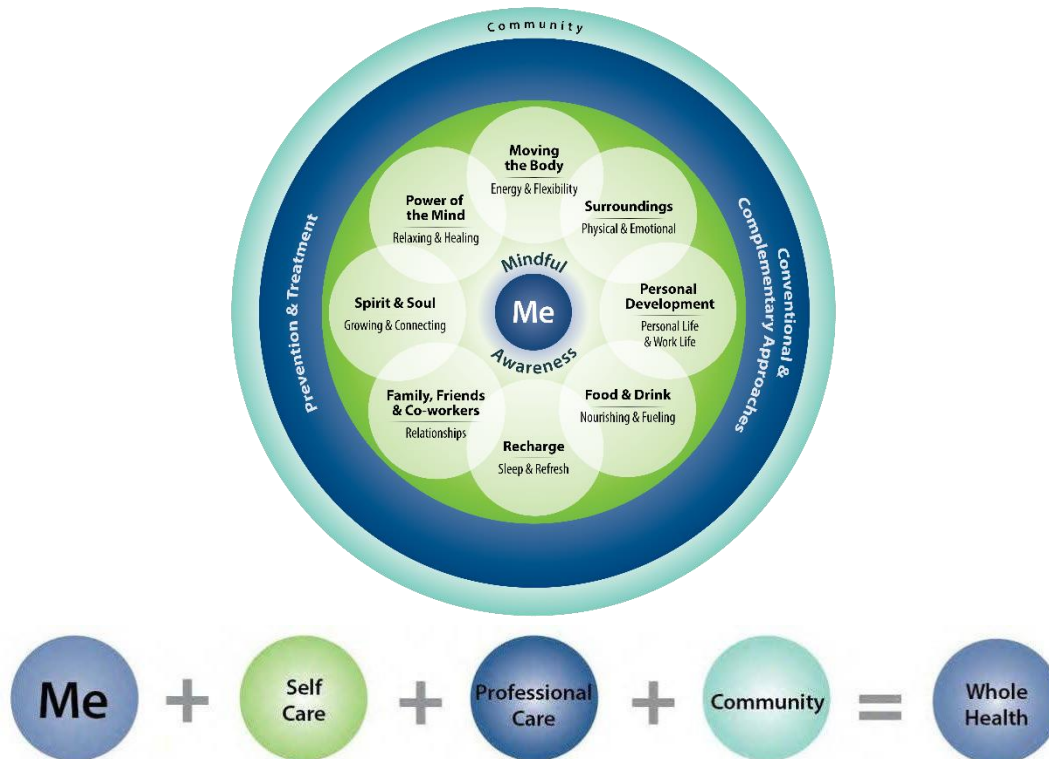 Community
Moving
the Body
Energy & Flexibility
Power of
the Mind
Relaxing & Healing
Surroundings
Physical & Emotional
Prevention & Treatment
Conventional &
Complementary Approaches
Mindful
Me
Awareness
Spirit & Soul
Growing & Connecting
Personal
Development
Personal Life
& Work Life
Family, Friends
& Co-workers
Relationships
Food & Drink
Nourishing & Fueling
Recharge
Sleep & Refresh
Me
+
Self
Care
+
Professional
Care
+
Community
=
Whole
Health